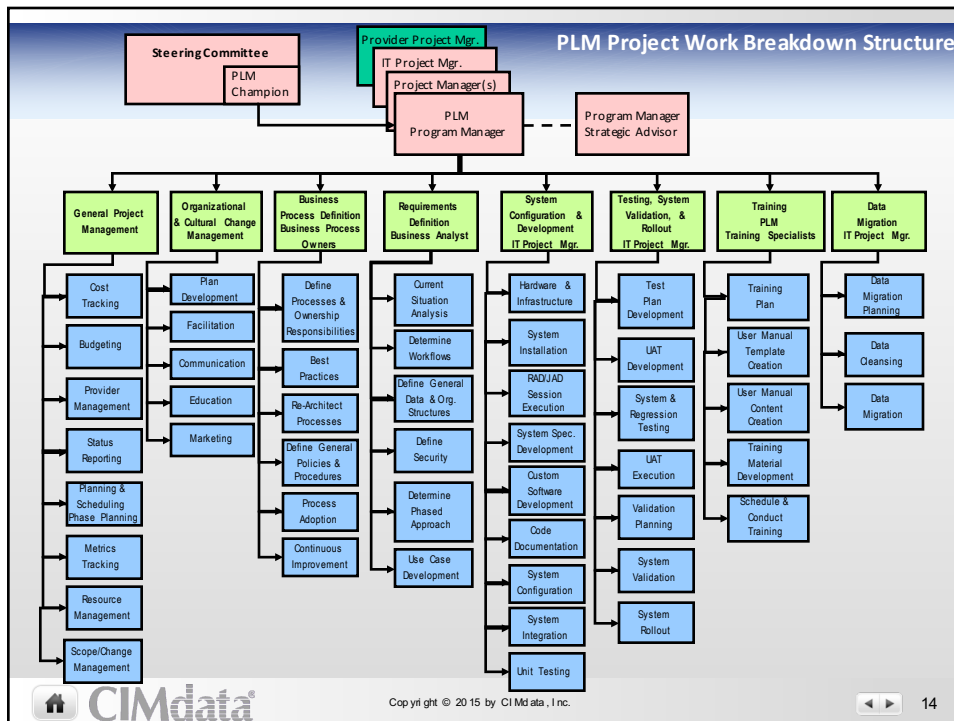 PLM Project Work Breakdown Structure
Steering Committee
PLM
Champion
Provider Project Mgr.
IT Project Mgr.
Project Manager(s)
PLM
Program Manager
Program Manager
Strategic Advisor
General Project
Management
Organizational
& Cultural Change
Management
Business
Process Definition
Business Process
Owners
Requirements
Definition
Business Analyst
System
Configuration &
Development
IT Project Mgr.
Testing, System
Validation, &
Rollout
IT Project Mgr.
Training
PLM
Training Specialists
Data
Migration
IT Project Mgr.
Cost
Tracking
Budgeting
Provider
Management
Status
Reporting
Planning &
Scheduling
Phase Planning
Metrics
Tracking
Resource
Management
Scope/Change
Management
Plan
Development
Facilitation
Communication
Education
Marketing
Define
Processes &
Ownership
Responsibilities
Best
Practices
Re-Architect
Processes
Define General
Policies &
Procedures
Process
Adoption
Continuous
Improvement
Current
Situation
Analysis
Determine
Workflows
Define General
Data & Org.
Structures
Define
Security
Determine
Phased
Approach
Use Case
Development
Hardware &
Infrastructure
System
Installation
RAD/JAD
Session
Execution
System Spec.
Development
Custom
Software
Development
Code
Documentation
System
Configuration
System
Integration
Unit Testing
Test
Plan
Development
UAT
Development
System &
Regression
Testing
UAT
Execution
Validation
Planning
System
Validation
System
Rollout
Training
Plan
User Manual
Template
Creation
User Manual
Content
Creation
Training
Material
Development
Schedule &
Conduct
Training
Data
Migration
Planning
Data
Cleansing
Data
Migration
CIMdata®
Copyright © 2015 by CIMdata, Inc.
14